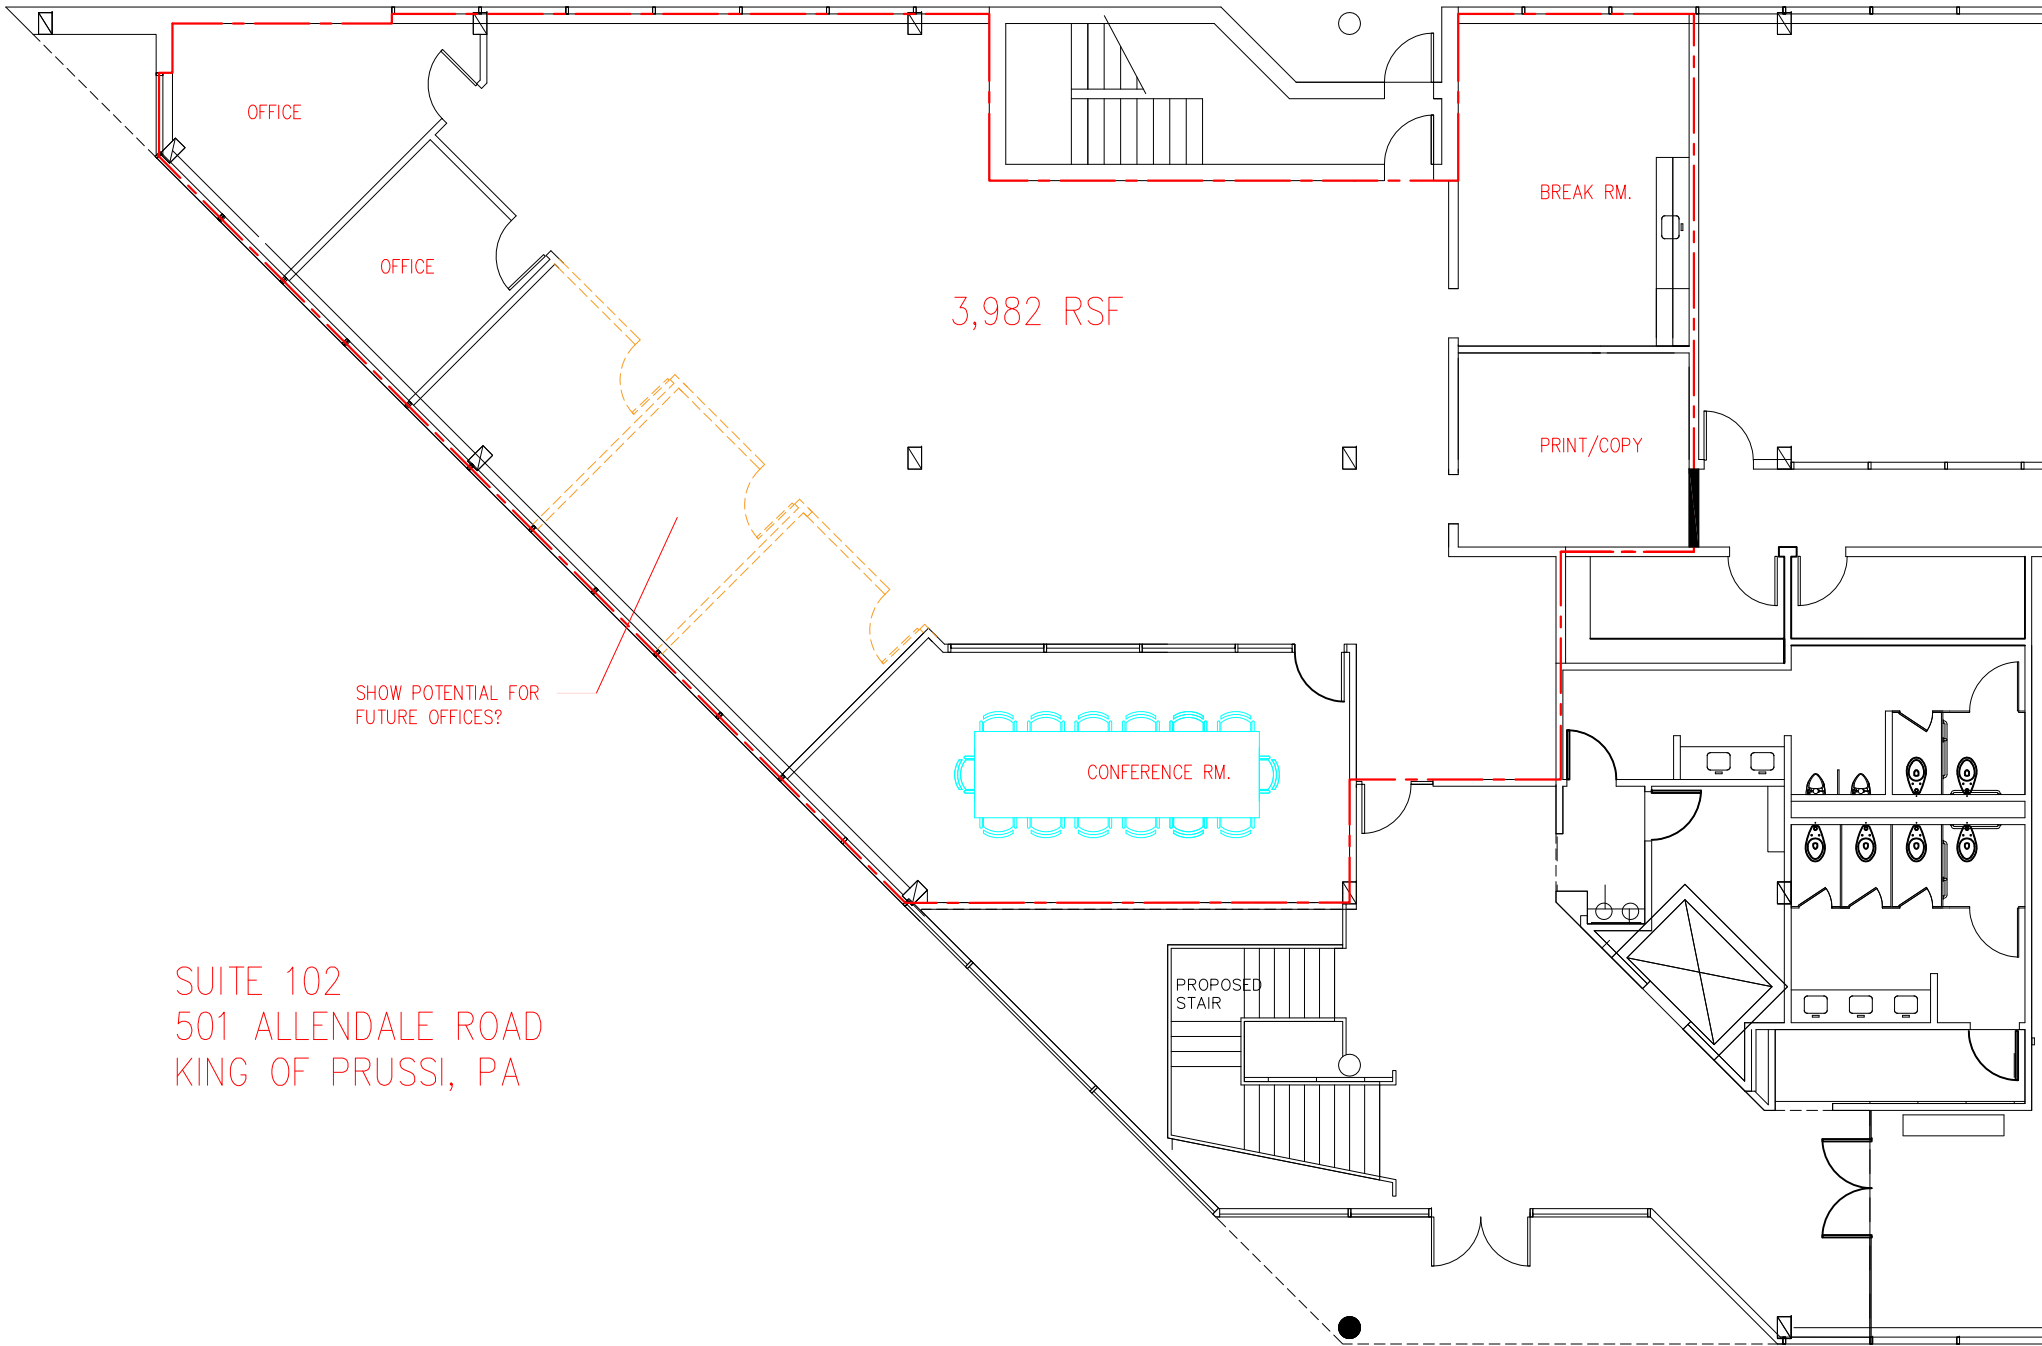 OFFICE
BREAK RM.
OFFICE
3,982 RSF
PRINT/COPY
SHOW POTENTIAL FOR
FUTURE OFFICES?
CONFERENCE RM.
SUITE 102
501 ALLENDALE ROAD
KING OF PRUSSI, PA
PROPOSED
STAIR